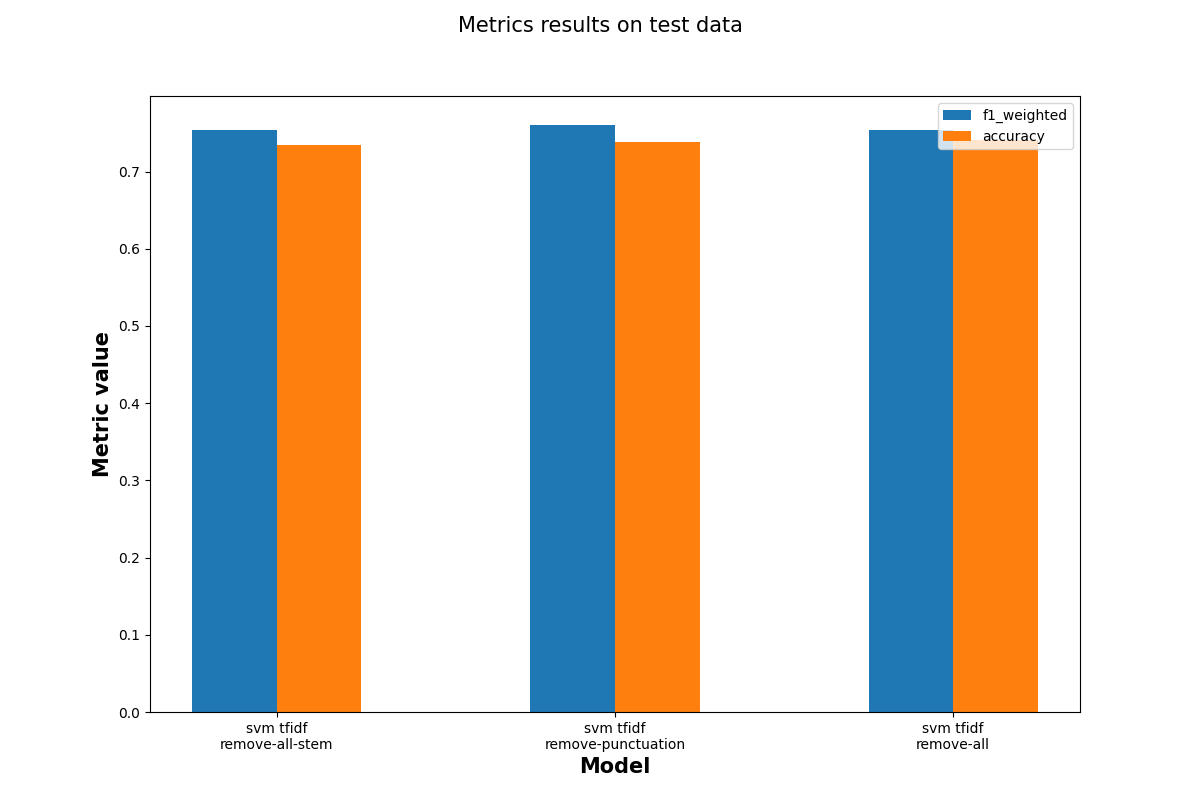 Metrics results on test data
f1_weighted
accuracy
0.7
0.6
0.5
0.4
0.3
0.2
0.1
0.0
Metric value
svm tfidf
remove-all-stem
svm tfidf
remove-punctuation
svm tfidf
remove-all
Model